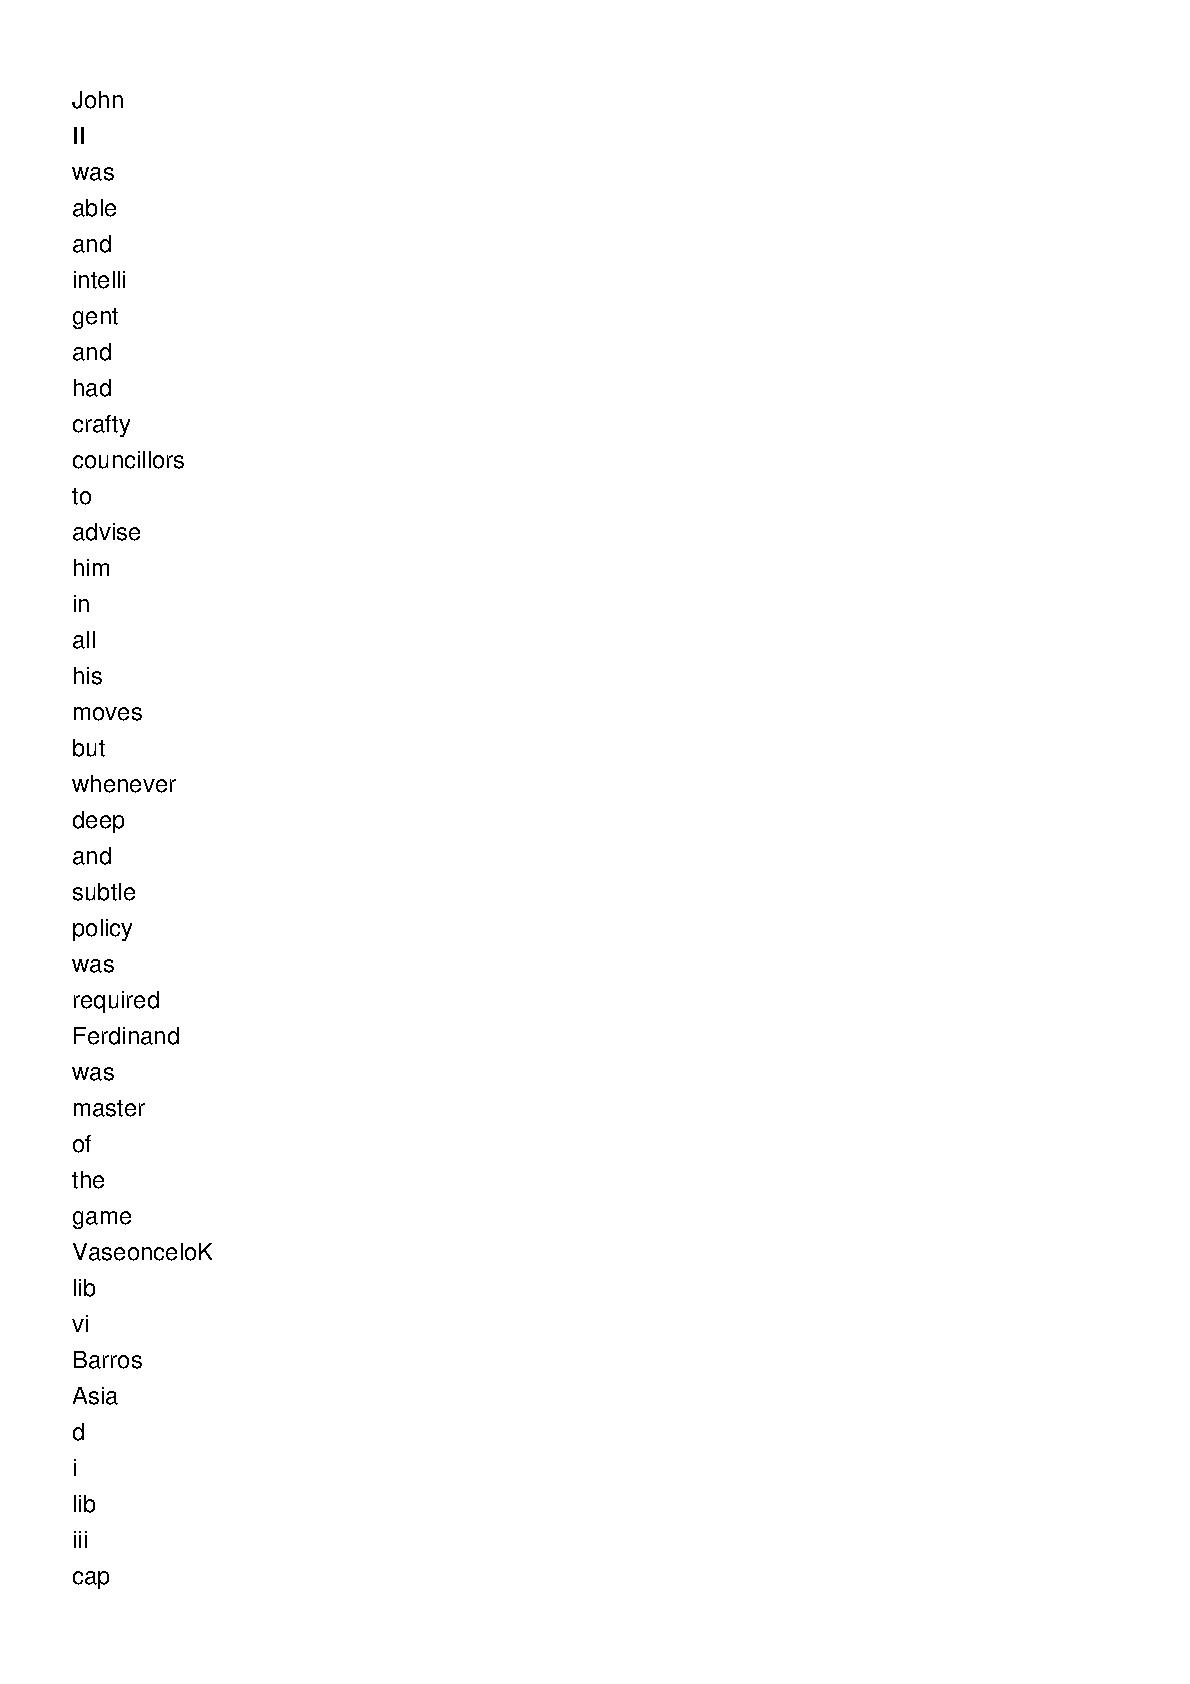 John
II
was
able
and
intelli
gent
and
had
crafty
councillors
to
advise
him
in
all
his
moves
but
whenever
deep
and
subtle
policy
was
required
Ferdinand
was
master
of
the
game
VaseonceloK
lib
vi
Barros
Asia
d
i
lib
iii
cap